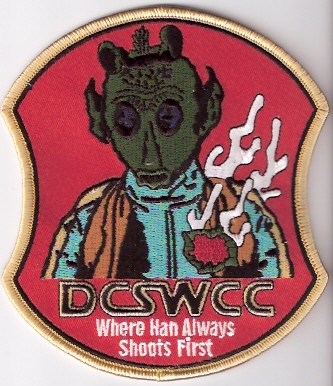 DCSWCC
Where Han Always
Shoots First